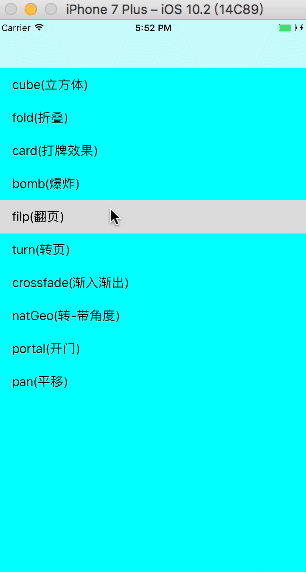 iPhone 7 Plus – iOS 10.2 (14C89)
Carrier 5:52 PM
cube(立方体)
fold(折叠)
card(打牌效果)
bomb(爆炸)
filp(翻页)
turn(转页)
crossfade(渐入渐出)
natGeo(转-带角度)
portal(开门)
pan(平移)